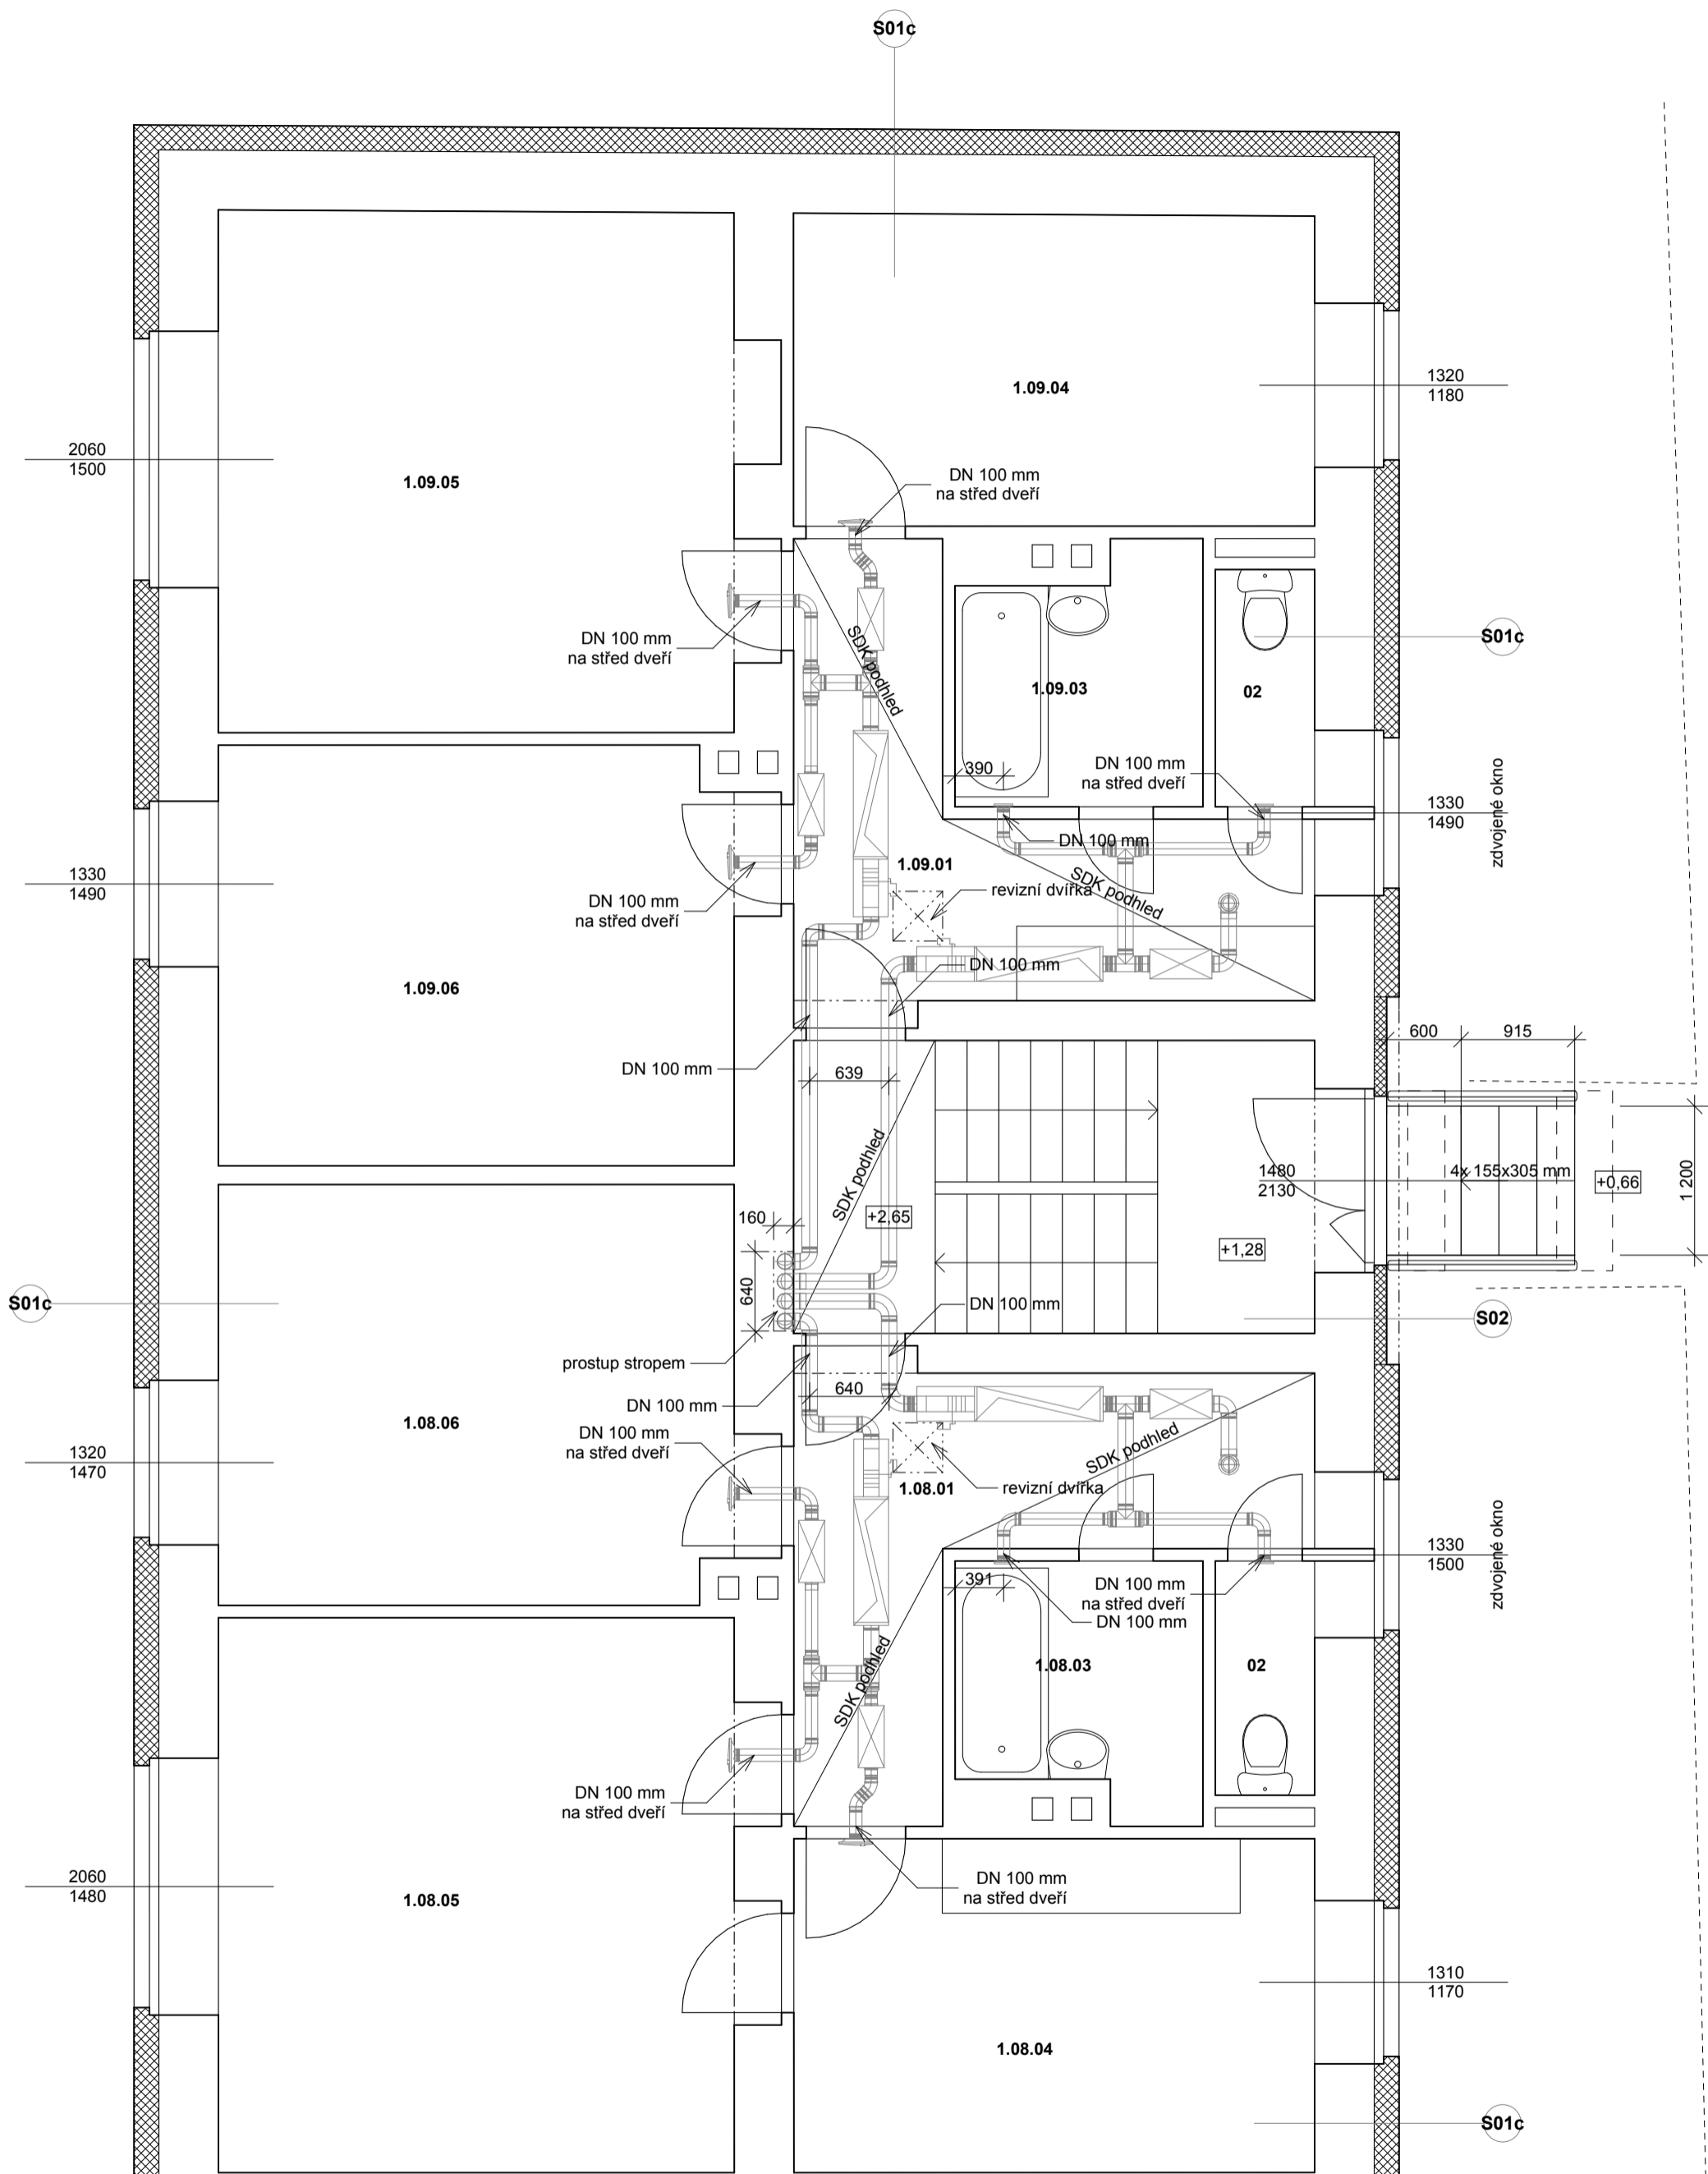 S01c
1.09.04
1320
1180
2060
1500
1.09.05
DN 100 mm
na střed dveří
DN 100 mm
na střed dveří
SDK podhled
S01c
1.09.03
02
390
DN 100 mm
na střed dveří
zdvojené okno
1330
1490
DN 100 mm
1.09.01
SDK podhled
revizní dvířka
1330
1490
DN 100 mm
na střed dveří
1.09.06
DN 100 mm
600
915
DN 100 mm
639
SDK podhled
1480
2130
4x 155x305 mm
+0,66
1 200
160
+2,65
+1,28
640
S01c
DN 100 mm
S02
prostup stropem
640
DN 100 mm
1.08.06
DN 100 mm
na střed dveří
1320
1470
SDK podhled
1.08.01
revizní dvířka
zdvojené okno
1330
1500
391
DN 100 mm
na střed dveří
DN 100 mm
1.08.03
02
SDK podhled
DN 100 mm
na střed dveří
2060
1480
1.08.05
DN 100 mm
na střed dveří
1310
1170
1.08.04
S01c